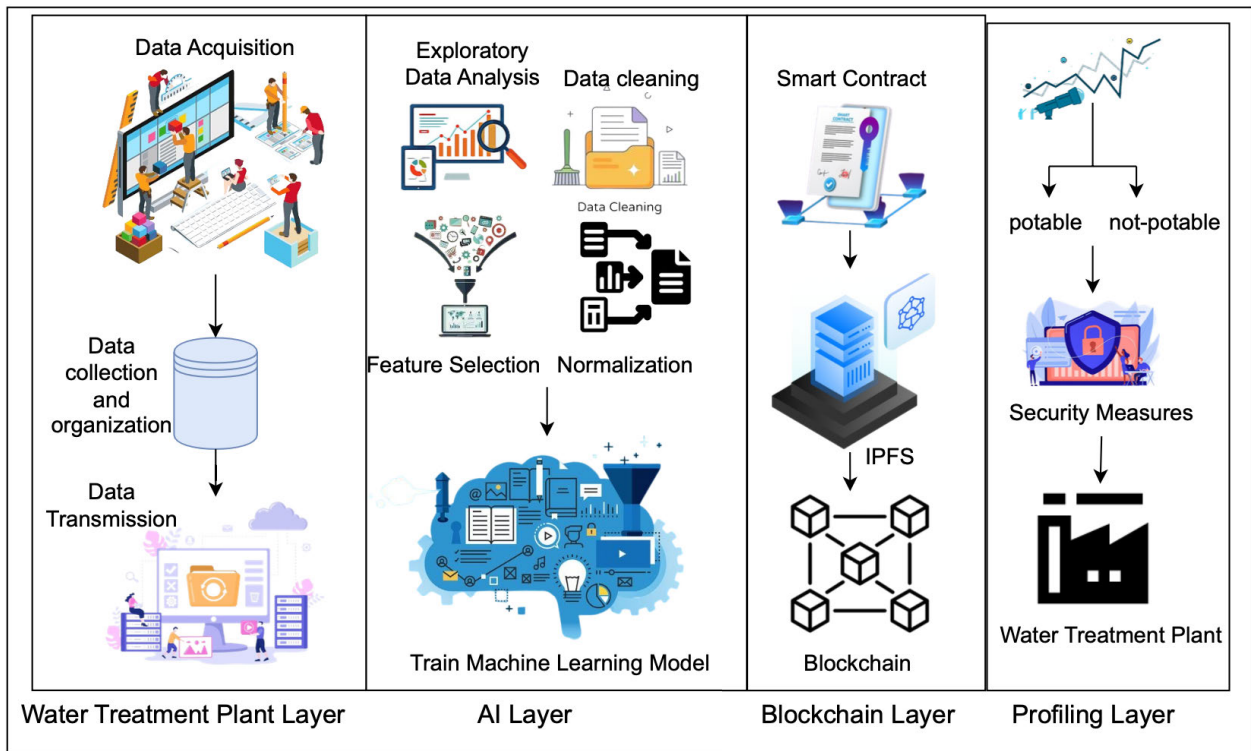 Data Acquisition
Data
collection
and
organization
Data
Transmission
Water Treatment Plant Layer
Exploratory
Data Analysis
Data cleaning
Data Cleaning
Feature Selection
Normalization
Train Machine Learning Model
AI Layer
Smart Contract
SMART
CONTRACT
IPFS
Blockchain
Blockchain Layer
potable
not-potable
Security Measures
Water Treatment Plant
Profiling Layer